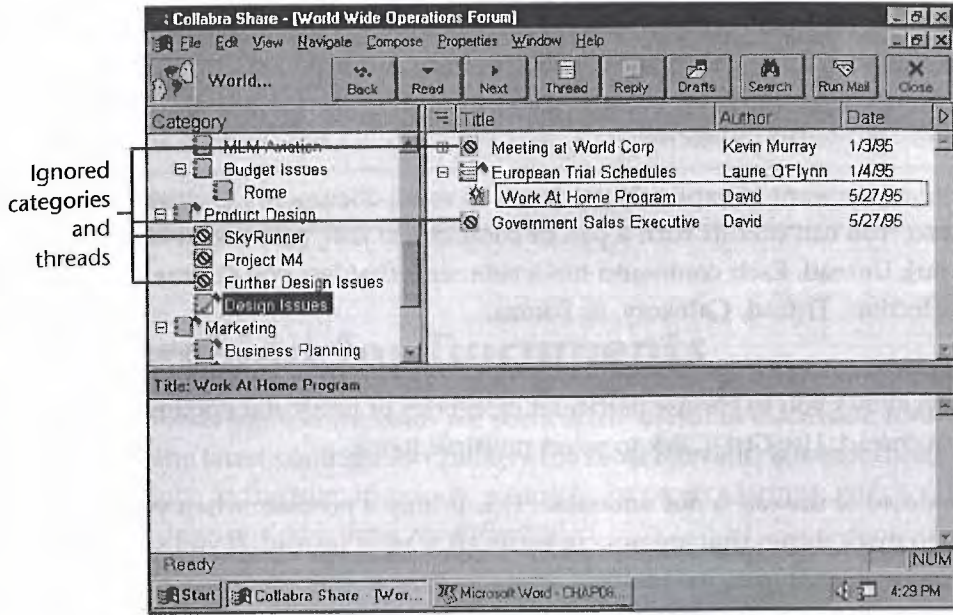 Collabra Share - [World Wide Operations Forum]
File Edit View Navigate Compose Properties Window Help
World... Back Read Next Thread Reply Drafts Search Run Mail Close
Category
MLM Aviation
Budget Issues
Rome
Product Design
SkyRunner
Project M4
Further Design Issues
Design Issues
Marketing
Business Planning
Title Author Date
Meeting at World Corp Kevin Murray 1/3/95
European Trial Schedules Laurie O'Flynn 1/4/95
Work At Home Program David 5/27/95
Government Sales Executive David 5/27/95
Ignored
categories
and
threads
Title: Work At Home Program
Ready NUM
Start Collabra Share - [Wor... Microsoft Word - CHAP08... 4:29 PM